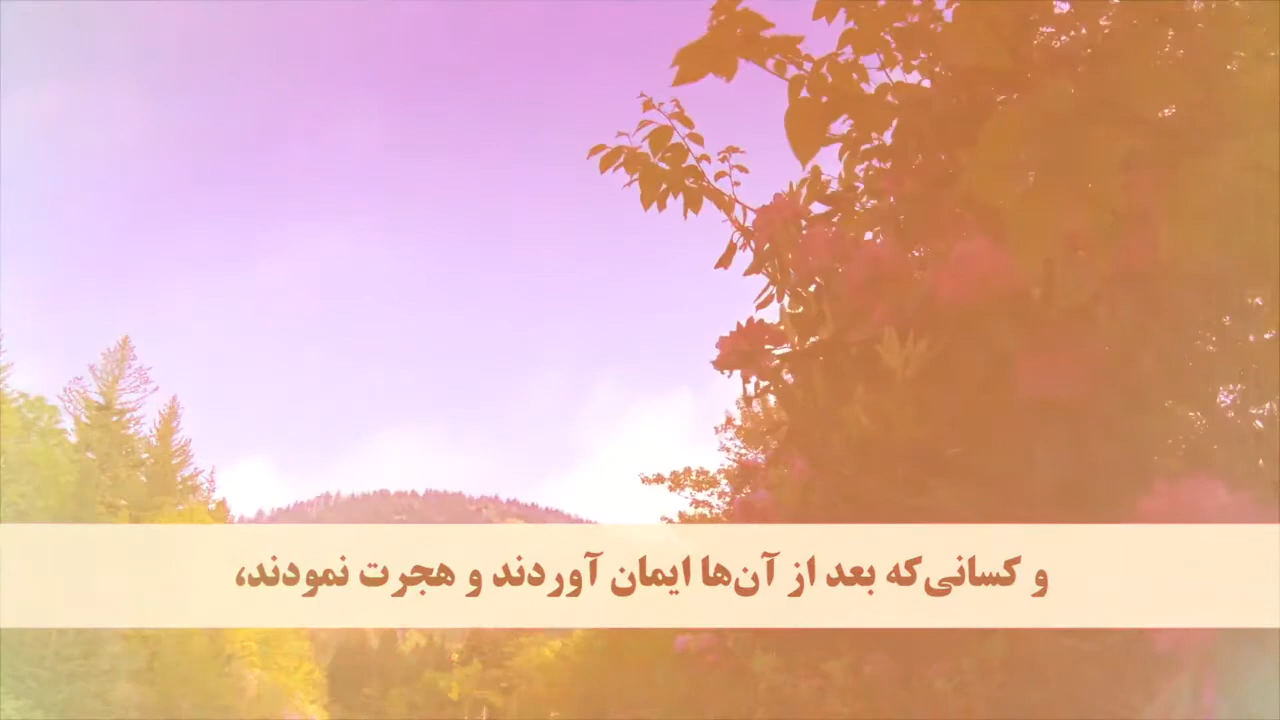 و کسانی‌که بعد از آن‌ها ایمان آوردند و هجرت نمودند،